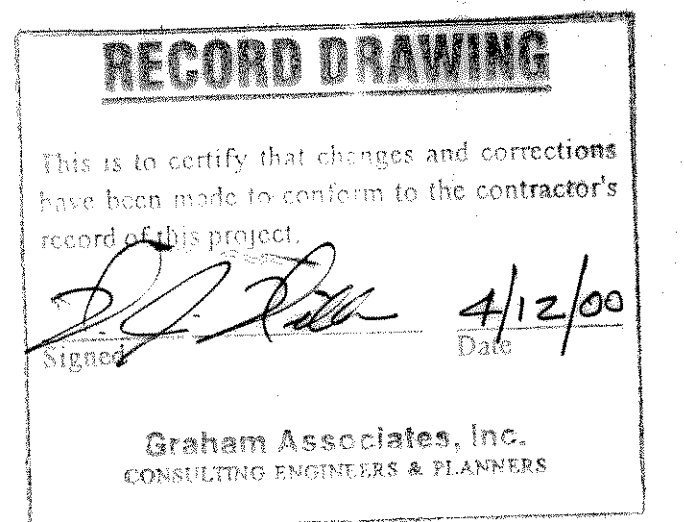 RECORD DRAWING
This is to certify that changes and corrections
have been made to conform to the contractor's
record of this project.
4/12/00
Signed Date
Graham Associates, Inc.
CONSULTING ENGINEERS & PLANNERS